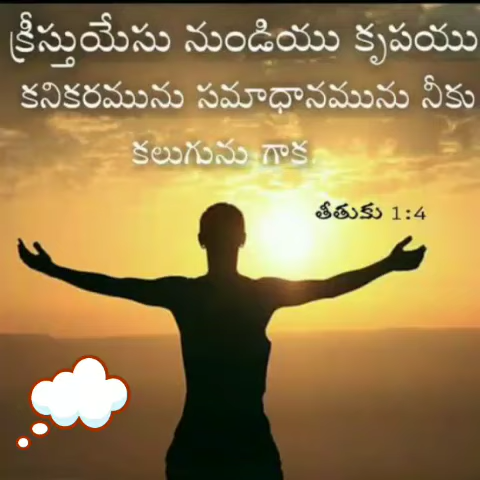 క్రీస్తుయేసు నుండియు కృపయు
కనికరమును సమాధానమును నీకు
కలుగును గాక.
తీతుకు 1:4